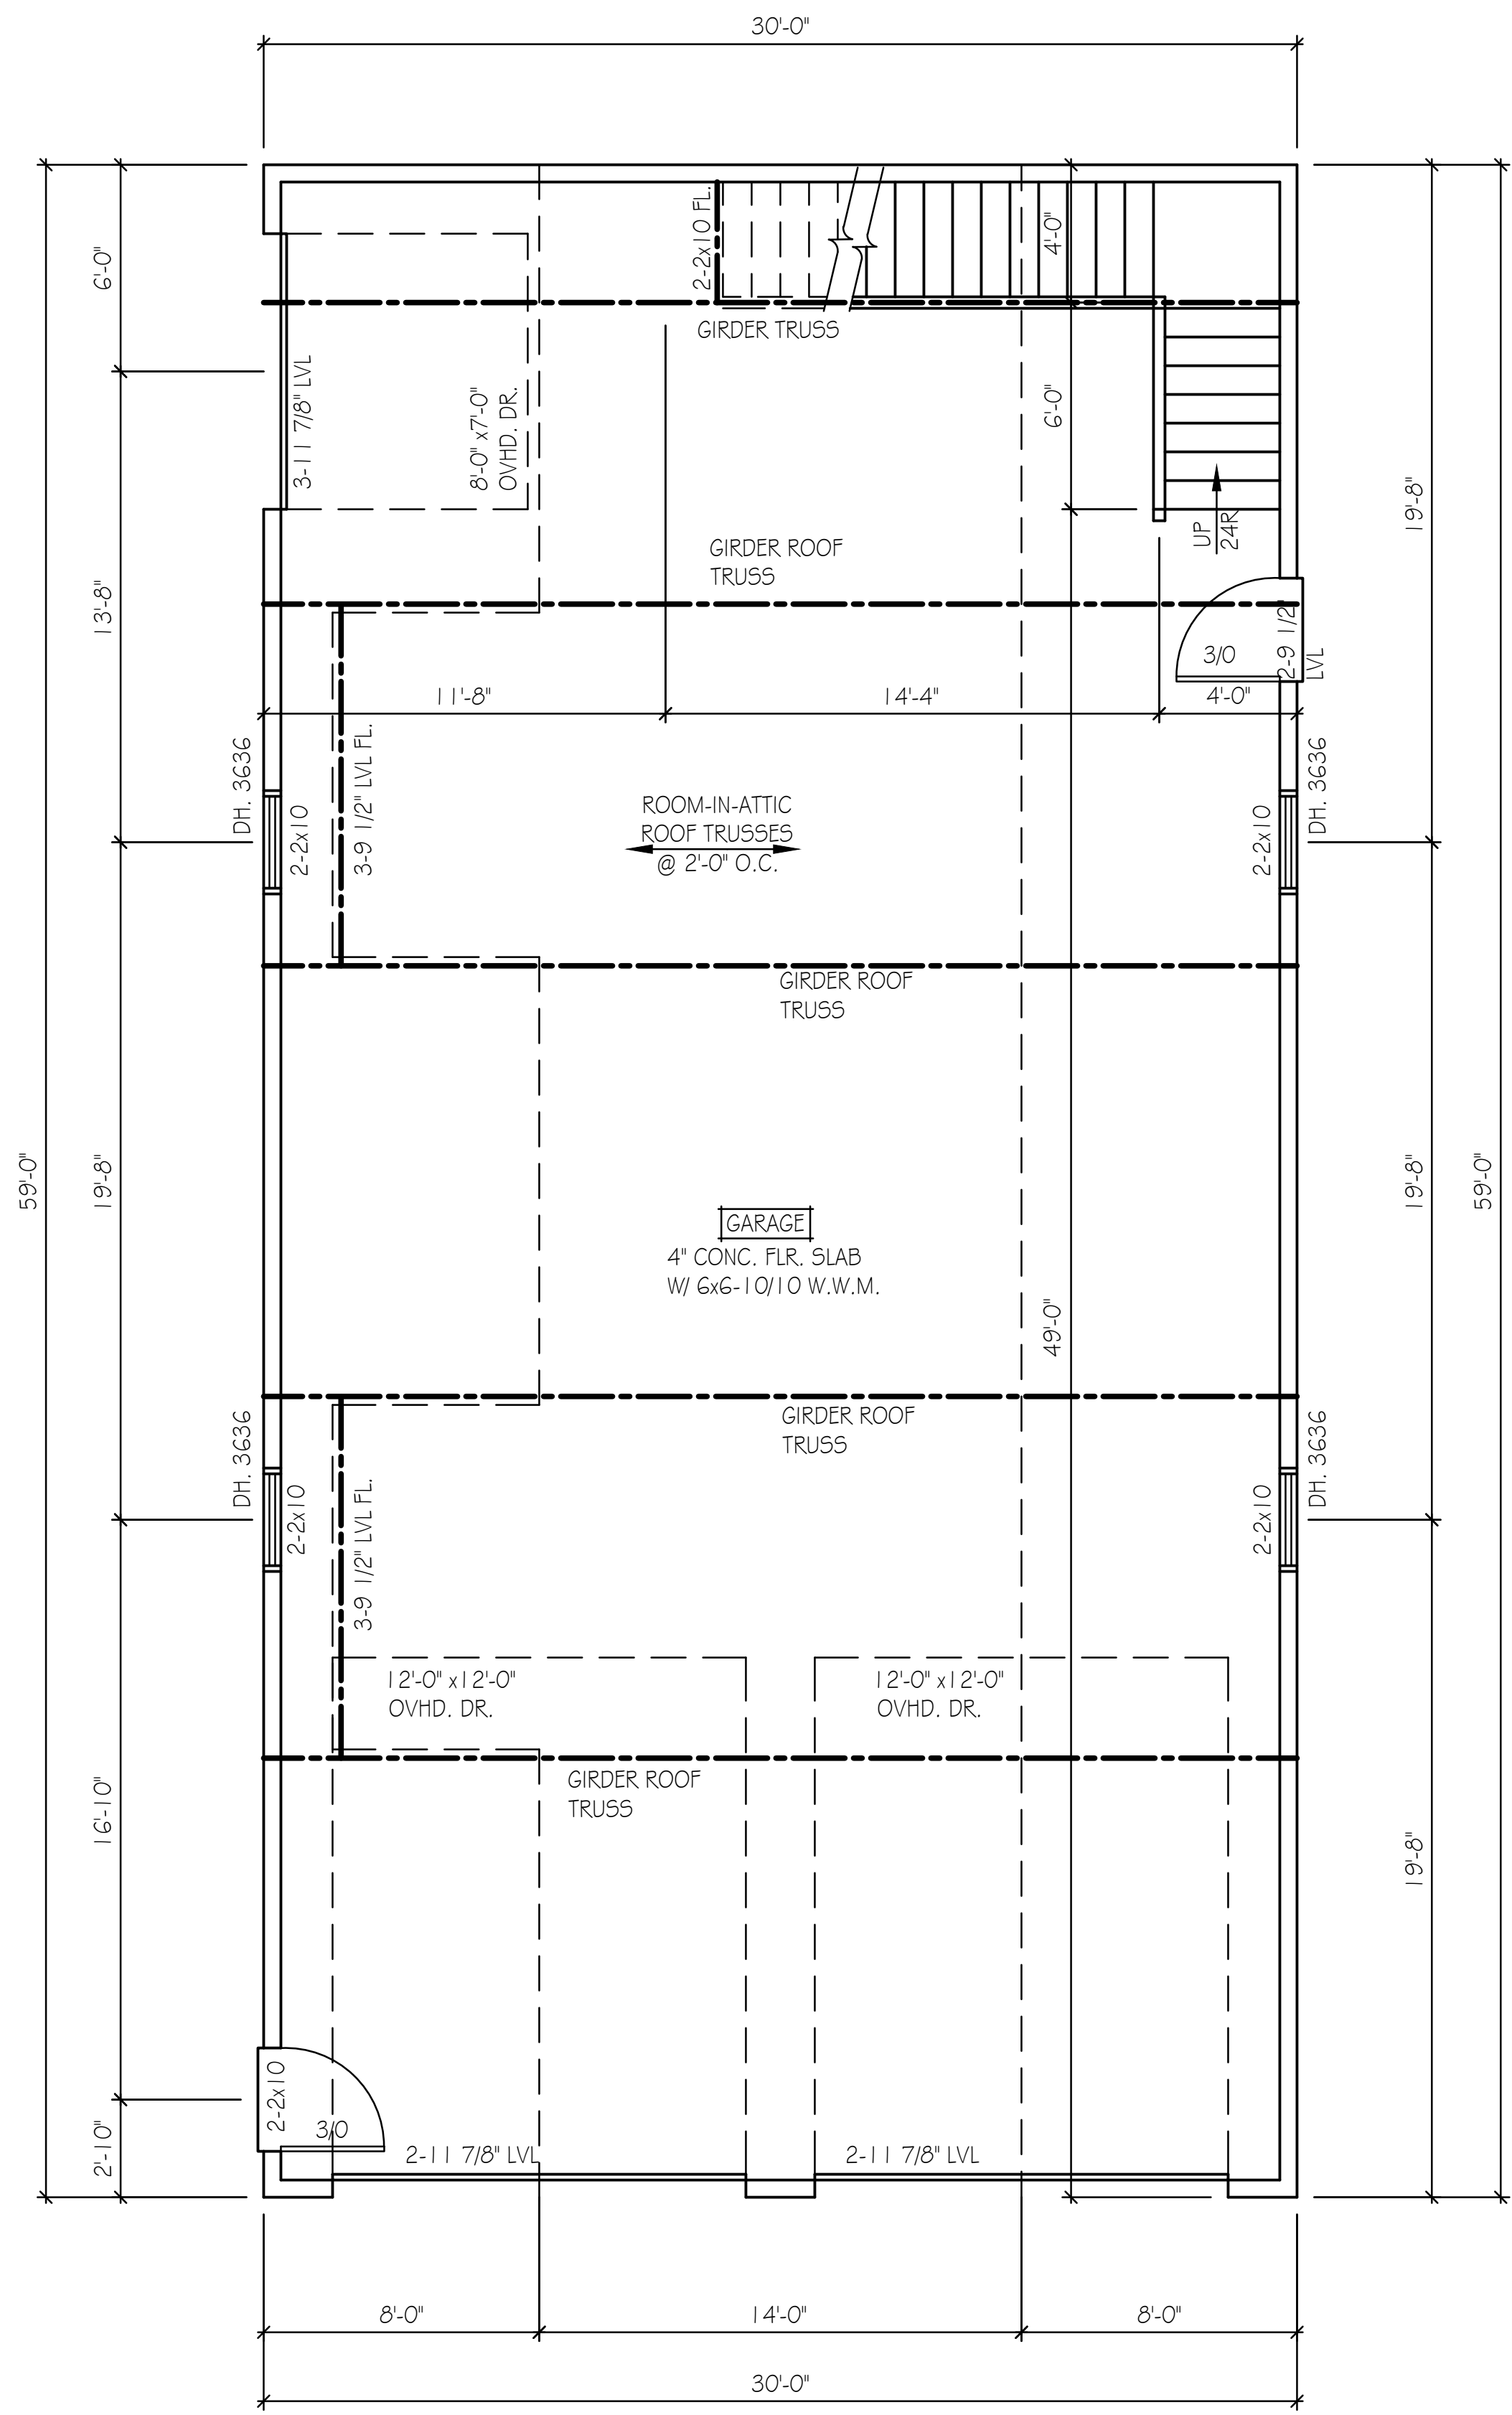 30'-0"
2-2x10 FL.
4'-0"
6'-0"
GIRDER TRUSS
3-11 7/8" LVL
8'-0" x7'-0"
OVHD. DR.
6'-0"
19'-8"
UP
24R
GIRDER ROOF
TRUSS
13'-8"
3/0
2-9 1/2"
LVL
11'-8"
14'-4"
4'-0"
DH. 3636
2-2x10
3-9 1/2" LVL FL.
ROOM-IN-ATTIC
ROOF TRUSSES
@ 2'-0" O.C.
2-2x10
DH. 3636
GIRDER ROOF
TRUSS
59'-0"
19'-8"
GARAGE
4" CONC. FLR. SLAB
W/ 6x6-10/10 W.W.M.
49'-0"
19'-8"
59'-0"
GIRDER ROOF
TRUSS
DH. 3636
2-2x10
3-9 1/2" LVL FL.
2-2x10
DH. 3636
12'-0" x12'-0"
OVHD. DR.
12'-0" x12'-0"
OVHD. DR.
GIRDER ROOF
TRUSS
16'-10"
19'-8"
2-2x10
3/0
2'-10"
2-11 7/8" LVL
2-11 7/8" LVL
8'-0"
14'-0"
8'-0"
30'-0"